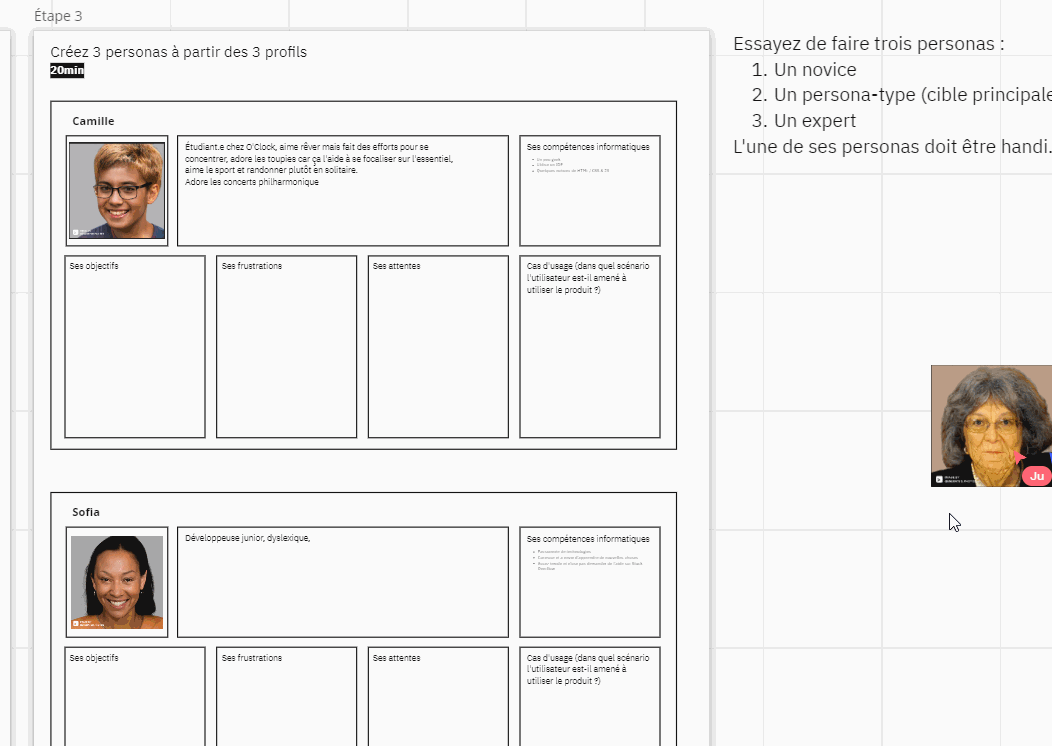 Étape 3
Créez 3 personas à partir des 3 profils
20min
Essayez de faire trois personas :
1. Un novice
2. Un persona-type (cible principale
3. Un expert
L'une de ses personas doit être handi.
Camille
Étudiant.e chez O'Clock, aime rêver mais fait des efforts pour se
concentrer, adore les toupies car ça l'aide à se focaliser sur l'essentiel,
aime le sport et randonner plutôt en solitaire.
Adore les concerts philharmonique
Ses compétences informatiques
Ses objectifs
Ses frustrations
Ses attentes
Cas d'usage (dans quel scénario
l'utilisateur est-il amené à
utiliser le produit ?)
Ju
Sofia
Développeuse junior, dyslexique,
Ses compétences informatiques
Ses objectifs
Ses frustrations
Ses attentes
Cas d'usage (dans quel scénario
l'utilisateur est-il amené à
utiliser le produit ?)